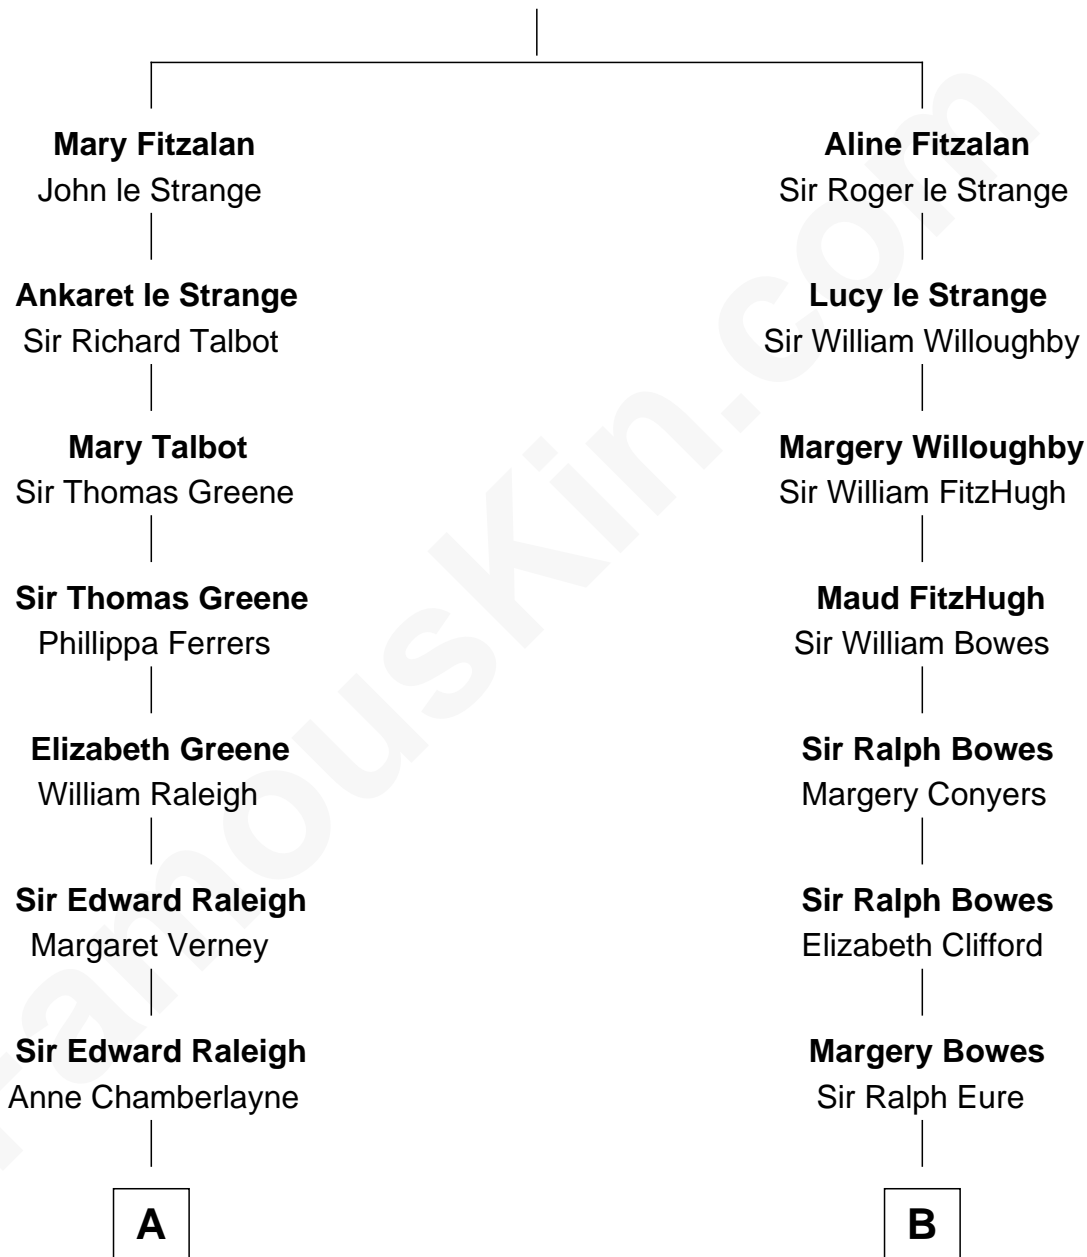 Mary Fitzalan
John le Strange
Ankaret le Strange
Sir Richard Talbot
Mary Talbot
Sir Thomas Greene
Sir Thomas Greene
Phillippa Ferrers
Elizabeth Greene
William Raleigh
Sir Edward Raleigh
Margaret Verney
Sir Edward Raleigh
Anne Chamberlayne
A
Aline Fitzalan
Sir Roger le Strange
Lucy le Strange
Sir William Willoughby
Margery Willoughby
Sir William FitzHugh
Maud FitzHugh
Sir William Bowes
Sir Ralph Bowes
Margery Conyers
Sir Ralph Bowes
Elizabeth Clifford
Margery Bowes
Sir Ralph Eure
B
FamousKin.com